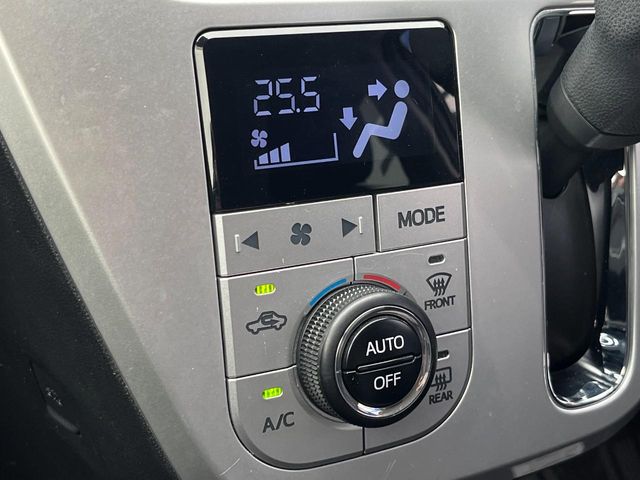 25.5
MODE
FRONT
AUTO
OFF
REAR
A/C